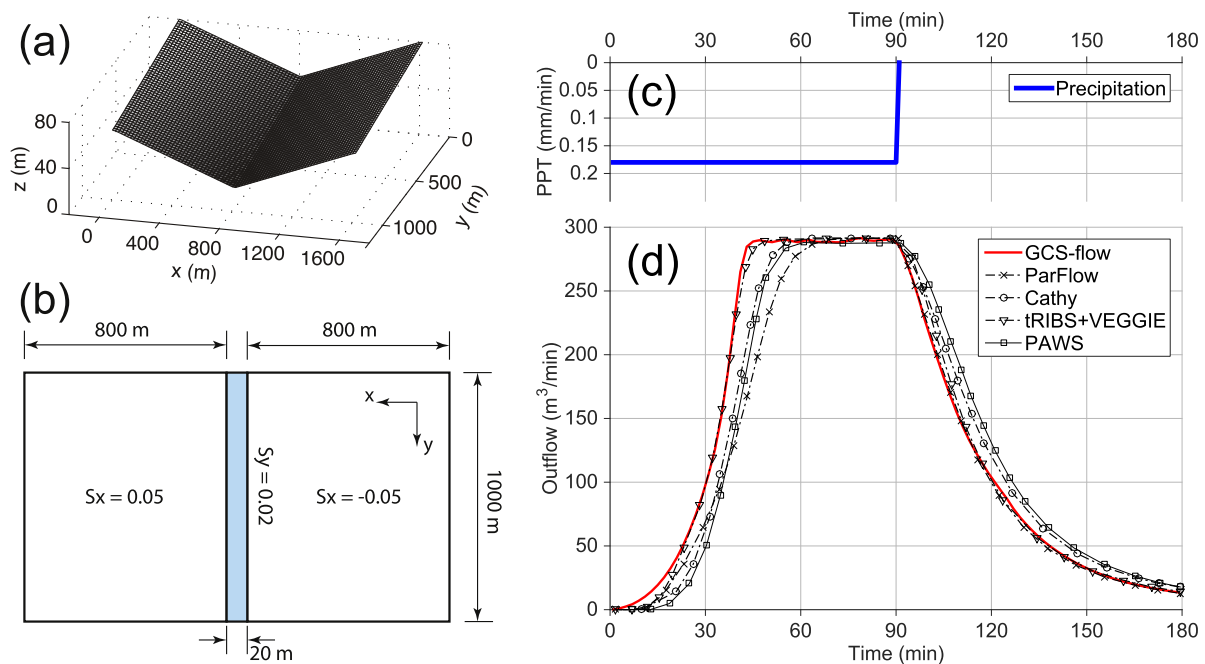 (a)
80
40
0
z (m)
0
400
800
1200
1600
x (m)
0
500
1000
y (m)
(b)
800 m
800 m
x
y
Sx = 0.05
Sy = 0.02
Sx = -0.05
1000 m
20 m
Time (min)
0 30 60 90 120 150 180
(c)
0
0.05
0.1
0.15
0.2
PPT (mm/min)
Precipitation
(d)
300
250
200
150
100
50
0
Outflow (m³/min)
GCS-flow
ParFlow
Cathy
tRIBS+VEGGIE
PAWS
0 30 60 90 120 150 180
Time (min)